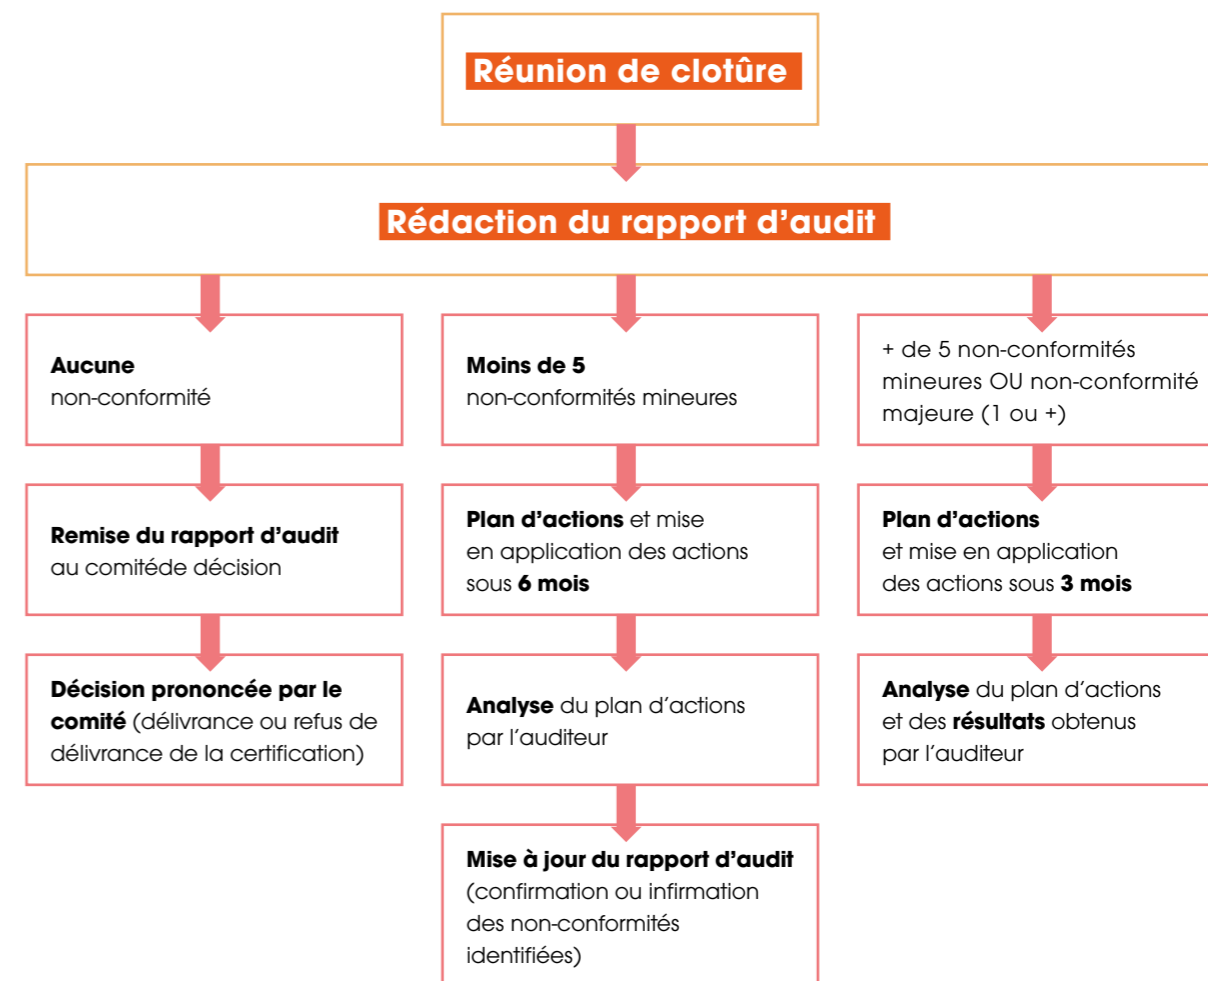 Réunion de clotûre
Rédaction du rapport d’audit
Aucune
non-conformité
Moins de 5
non-conformités mineures
+ de 5 non-conformités
mineures OU non-conformité
majeure (1 ou +)
Remise du rapport d’audit
au comitéde décision
Plan d’actions et mise
en application des actions
sous 6 mois
Plan d’actions
et mise en application
des actions sous 3 mois
Décision prononcée par le
comité (délivrance ou refus de
délivrance de la certification)
Analyse du plan d’actions
par l’auditeur
Analyse du plan d’actions
et des résultats obtenus
par l’auditeur
Mise à jour du rapport d’audit
(confirmation ou infirmation
des non-conformités
identifiées)